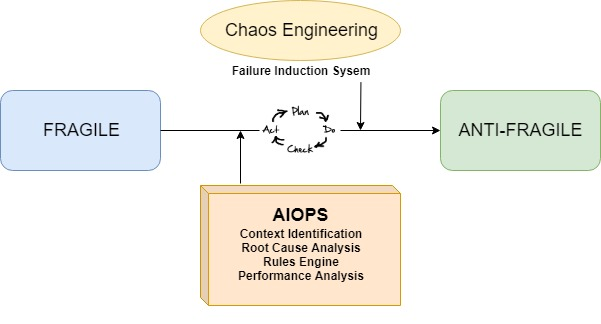 Chaos Engineering
Failure Induction Sysem
FRAGILE
Plan
Act
Do
Check
ANTI-FRAGILE
AIOPS
Context Identification
Root Cause Analysis
Rules Engine
Performance Analysis